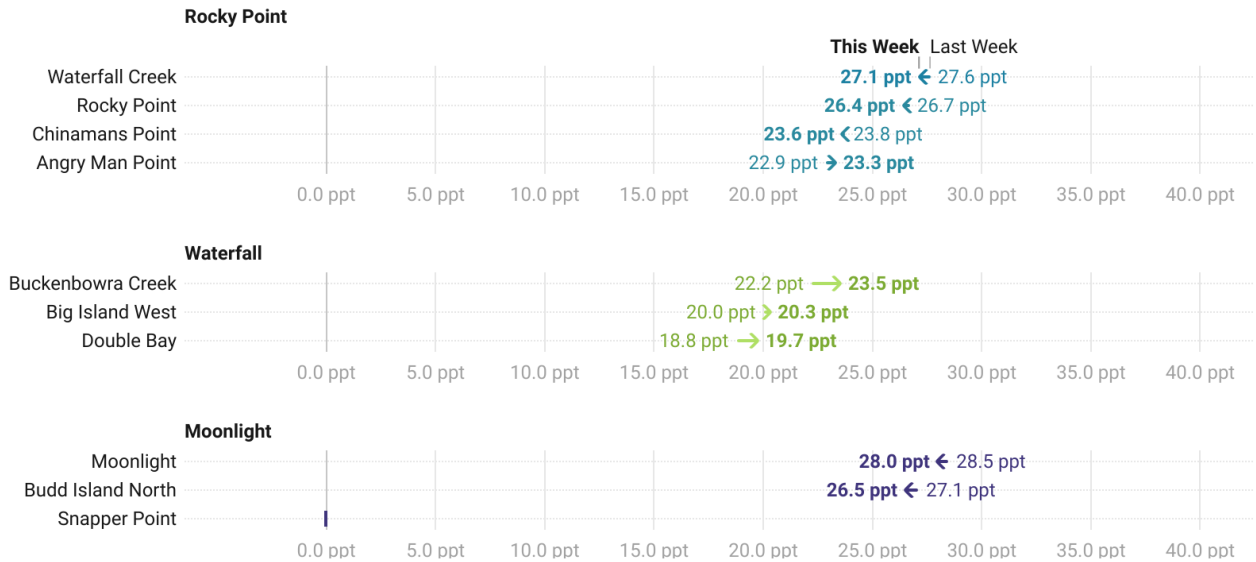 Rocky Point
This Week Last Week
Waterfall Creek 27.1 ppt 27.6 ppt
Rocky Point 26.4 ppt 26.7 ppt
Chinamans Point 23.6 ppt 23.8 ppt
Angry Man Point 22.9 ppt 23.3 ppt
0.0 ppt 5.0 ppt 10.0 ppt 15.0 ppt 20.0 ppt 25.0 ppt 30.0 ppt 35.0 ppt 40.0 ppt
Waterfall
Buckenbowra Creek 22.2 ppt 23.5 ppt
Big Island West 20.0 ppt 20.3 ppt
Double Bay 18.8 ppt 19.7 ppt
0.0 ppt 5.0 ppt 10.0 ppt 15.0 ppt 20.0 ppt 25.0 ppt 30.0 ppt 35.0 ppt 40.0 ppt
Moonlight
Moonlight 28.0 ppt 28.5 ppt
Budd Island North 26.5 ppt 27.1 ppt
Snapper Point
0.0 ppt 5.0 ppt 10.0 ppt 15.0 ppt 20.0 ppt 25.0 ppt 30.0 ppt 35.0 ppt 40.0 ppt